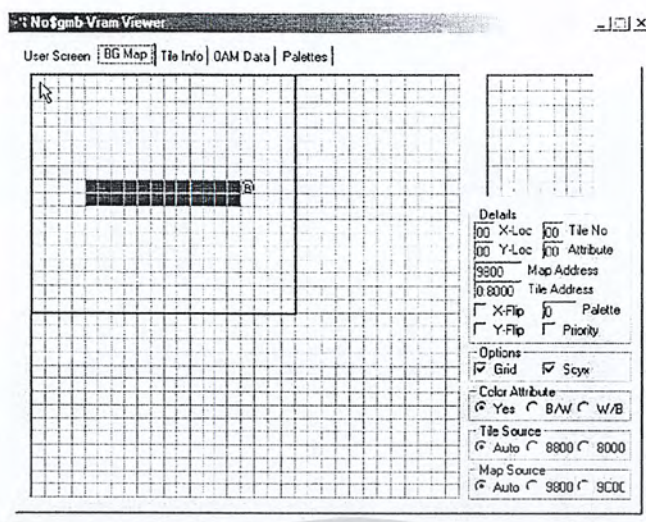 No$gmb-Vram Viewer
User Screen BG Map Tile Info OAM Data Palettes
®
Details
00 X-Loc 00 Tile No
00 Y-Loc 00 Attribute
9800 Map Address
0:8000 Tile Address
X-Flip 0 Palette
Y-Flip Priority
Options
Grid Scyx
Color Attribute
Yes B/W W/B
Tile Source
Auto 8800 8000
Map Source
Auto 9800 9C00